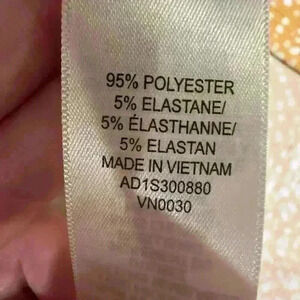 95% POLYESTER
5% ELASTANE/
5% ÉLASTHANNE/
5% ELASTAN
MADE IN VIETNAM
AD1S300880
VN0030